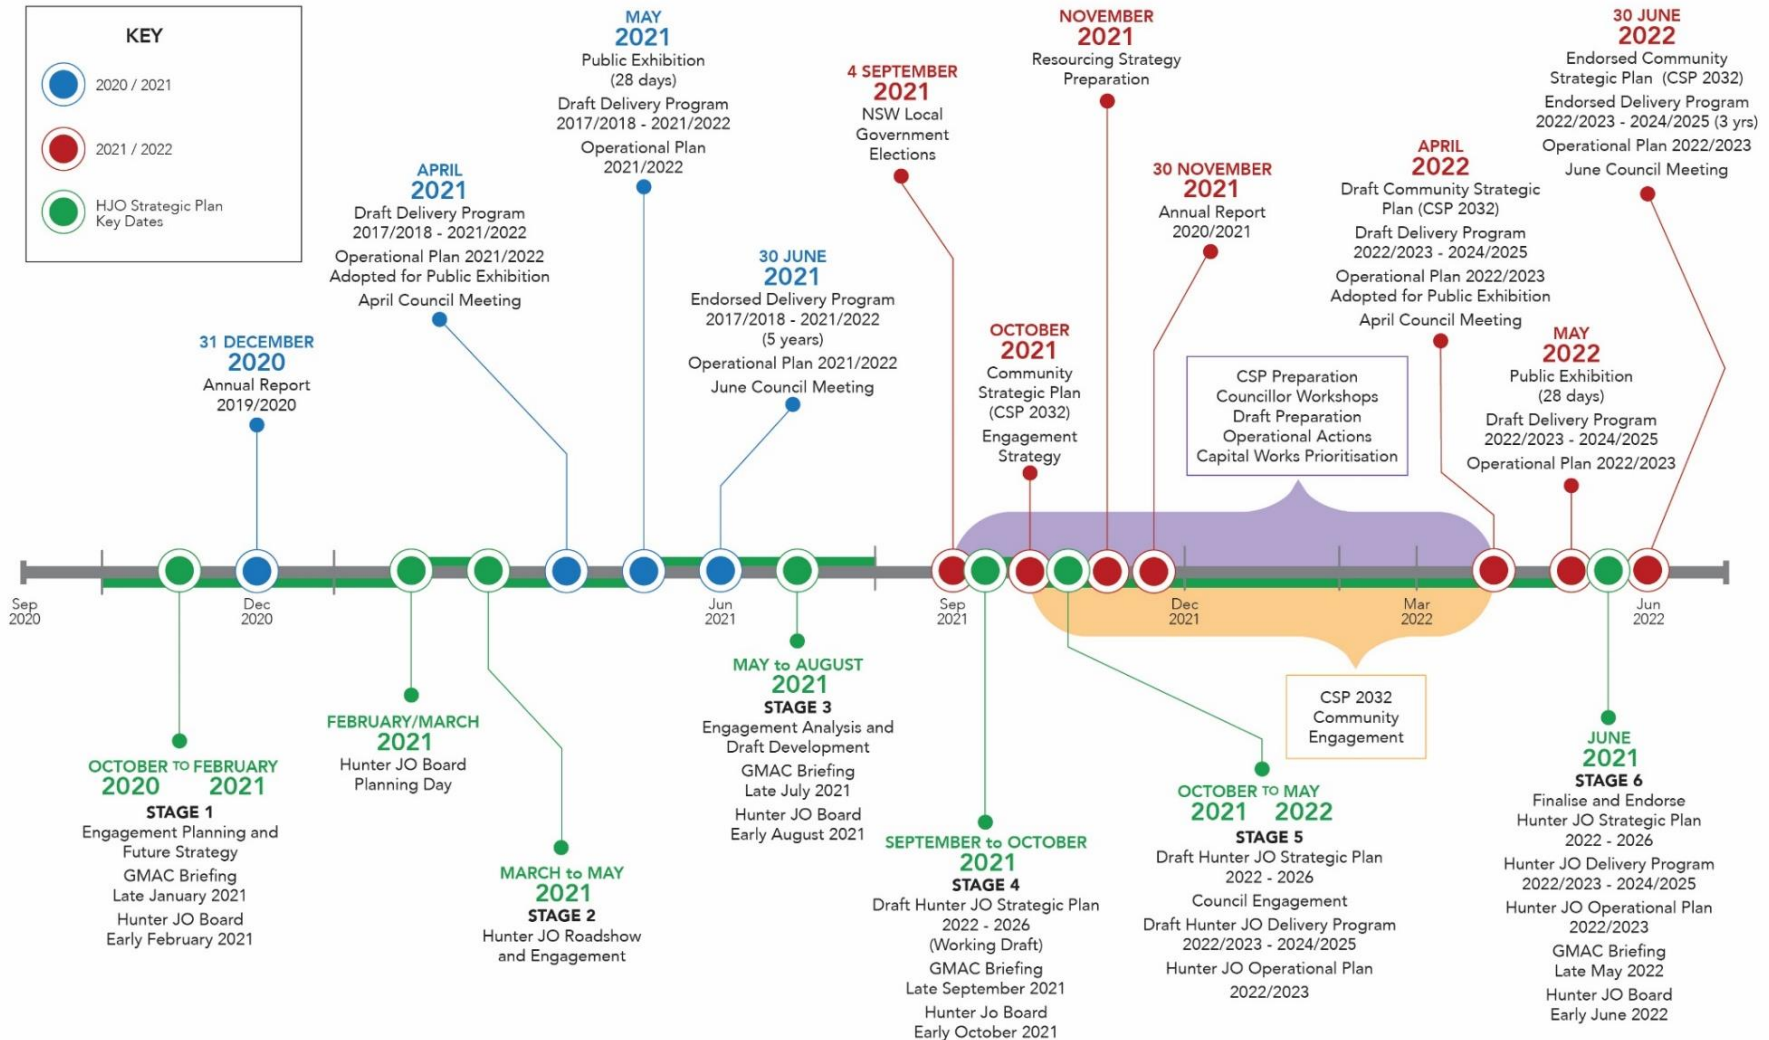 KEY
2020 / 2021
2021 / 2022
HJO Strategic Plan
Key Dates
31 DECEMBER
2020
Annual Report
2019/2020
APRIL
2021
Draft Delivery Program
2017/2018 - 2021/2022
Operational Plan 2021/2022
Adopted for Public Exhibition
April Council Meeting
MAY
2021
Public Exhibition
(28 days)
Draft Delivery Program
2017/2018 - 2021/2022
Operational Plan
2021/2022
30 JUNE
2021
Endorsed Delivery Program
2017/2018 - 2021/2022
(5 years)
Operational Plan 2021/2022
June Council Meeting
4 SEPTEMBER
2021
NSW Local
Government
Elections
OCTOBER
2021
Community
Strategic Plan
(CSP 2032)
Engagement
Strategy
NOVEMBER
2021
Resourcing Strategy
Preparation
30 NOVEMBER
2021
Annual Report
2020/2021
CSP Preparation
Councillor Workshops
Draft Preparation
Operational Actions
Capital Works Prioritisation
APRIL
2022
Draft Community Strategic
Plan (CSP 2032)
Draft Delivery Program
2022/2023 - 2024/2025
Operational Plan 2022/2023
Adopted for Public Exhibition
April Council Meeting
MAY
2022
Public Exhibition
(28 days)
Draft Delivery Program
2022/2023 - 2024/2025
Operational Plan 2022/2023
30 JUNE
2022
Endorsed Community
Strategic Plan (CSP 2032)
Endorsed Delivery Program
2022/2023 - 2024/2025 (3 yrs)
Operational Plan 2022/2023
June Council Meeting
Sep
2020
Dec
2020
Jun
2021
Sep
2021
Dec
2021
Mar
2022
Jun
2022
OCTOBER TO FEBRUARY
2020 2021
STAGE 1
Engagement Planning and
Future Strategy
GMAC Briefing
Late January 2021
Hunter JO Board
Early February 2021
FEBRUARY/MARCH
2021
Hunter JO Board
Planning Day
MARCH to MAY
2021
STAGE 2
Hunter JO Roadshow
and Engagement
MAY to AUGUST
2021
STAGE 3
Engagement Analysis and
Draft Development
GMAC Briefing
Late July 2021
Hunter JO Board
Early August 2021
SEPTEMBER to OCTOBER
2021
STAGE 4
Draft Hunter JO Strategic Plan
2022 - 2026
(Working Draft)
GMAC Briefing
Late September 2021
Hunter Jo Board
Early October 2021
OCTOBER TO MAY
2021 2022
STAGE 5
Draft Hunter JO Strategic Plan
2022 - 2026
Council Engagement
Draft Hunter JO Delivery Program
2022/2023 - 2024/2025
Hunter JO Operational Plan
2022/2023
CSP 2032
Community
Engagement
JUNE
2021
STAGE 6
Finalise and Endorse
Hunter JO Strategic Plan
2022 - 2026
Hunter JO Delivery Program
2022/2023 - 2024/2025
Hunter JO Operational Plan
2022/2023
GMAC Briefing
Late May 2022
Hunter JO Board
Early June 2022